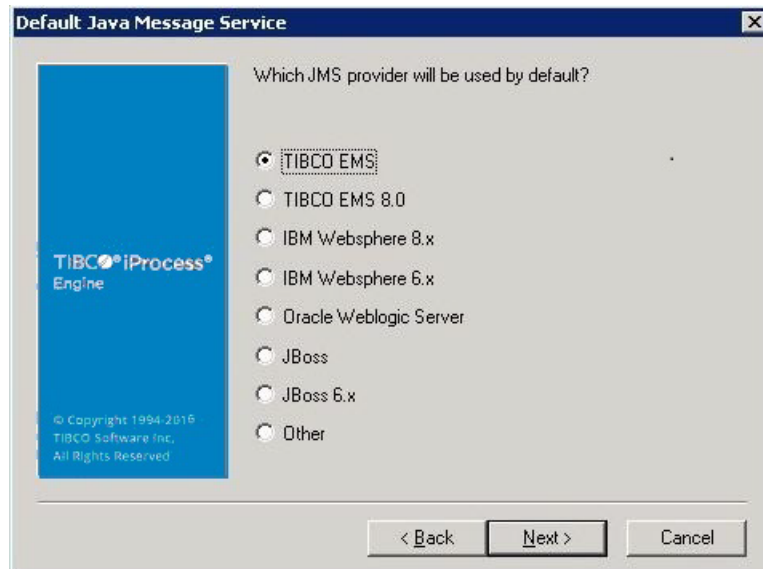 Default Java Message Service
Which JMS provider will be used by default?
TIBCO EMS
TIBCO EMS 8.0
IBM Websphere 8.x
IBM Websphere 6.x
Oracle Weblogic Server
JBoss
JBoss 6.x
Other
TIBCO® iProcess®
Engine
© Copyright 1994-2016
TIBCO Software Inc.
All Rights Reserved
< Back
Next >
Cancel